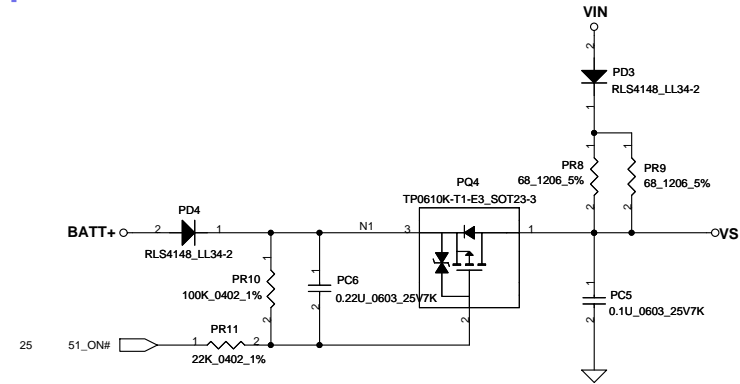 VIN
2
PD3
RLS4148_LL34-2
1
1
1
PR8
68_1206_5%
PR9
68_1206_5%
2
2
PQ4
TP0610K-T1-E3_SOT23-3
BATT+
2
PD4
1
RLS4148_LL34-2
N1
3
1
VS
2
1
PR10
100K_0402_1%
2
1
PC6
0.22U_0603_25V7K
2
1
PC5
0.1U_0603_25V7K
2
25
51_ON#
1
PR11
2
22K_0402_1%